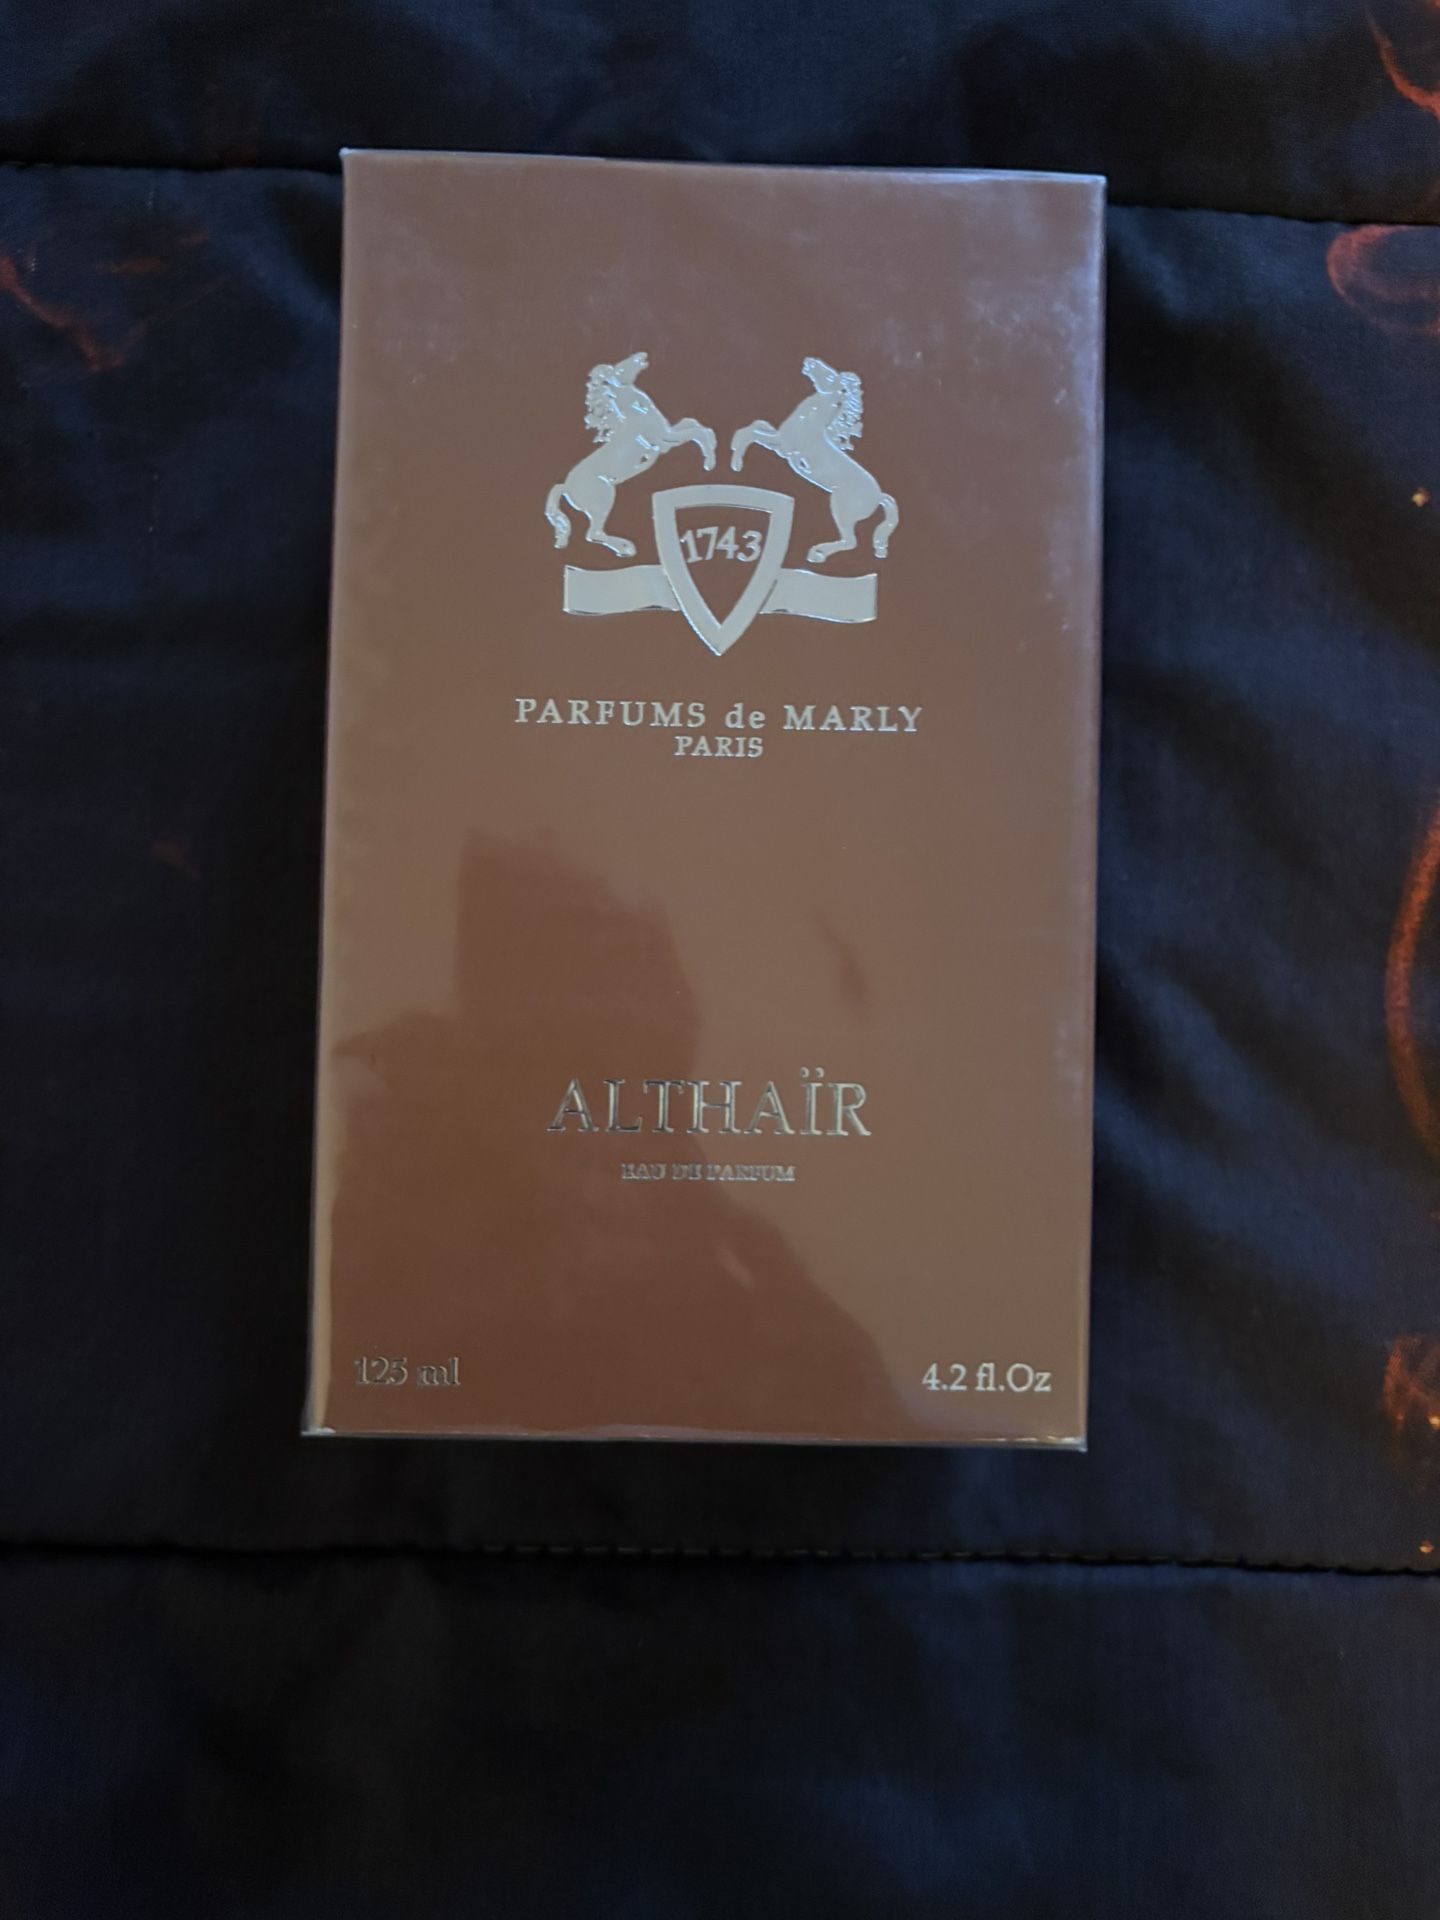 1743
PARFUMS de MARLY
PARIS
ALTHAÏR
EAU DE PARFUM
125 ml
4.2 fl.Oz